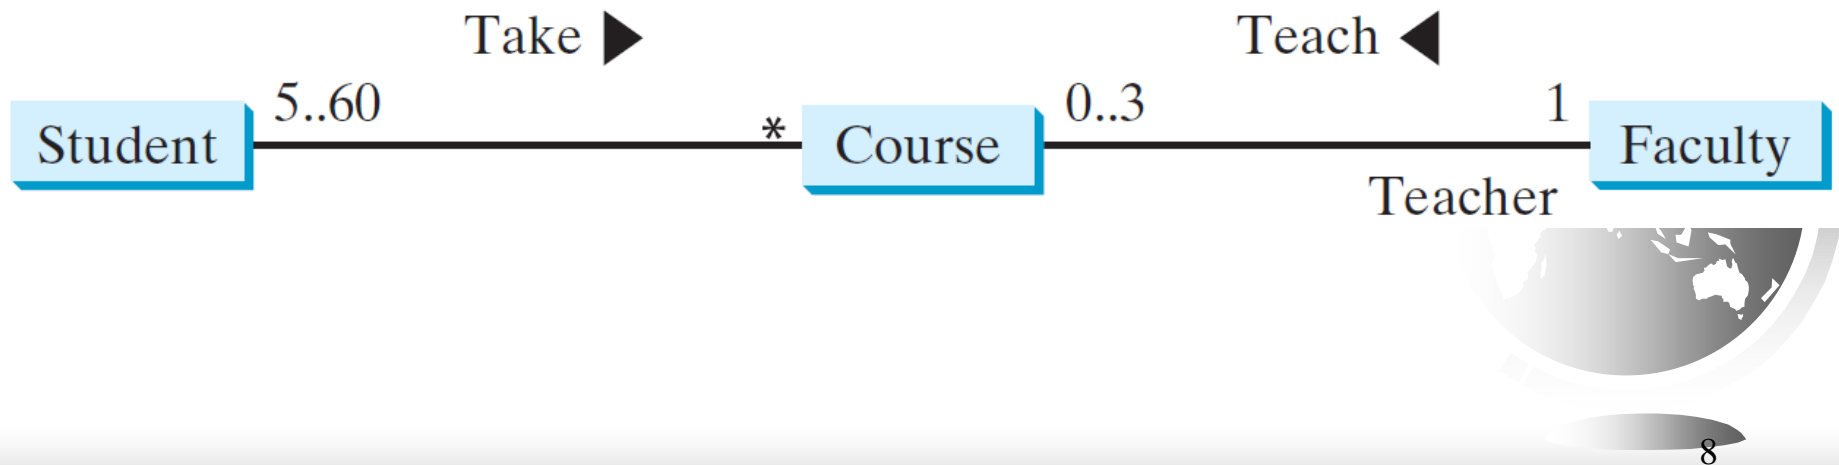 Take ▶ Teach ◀
5..60 * 0..3 1
Student Course Faculty
Teacher
8